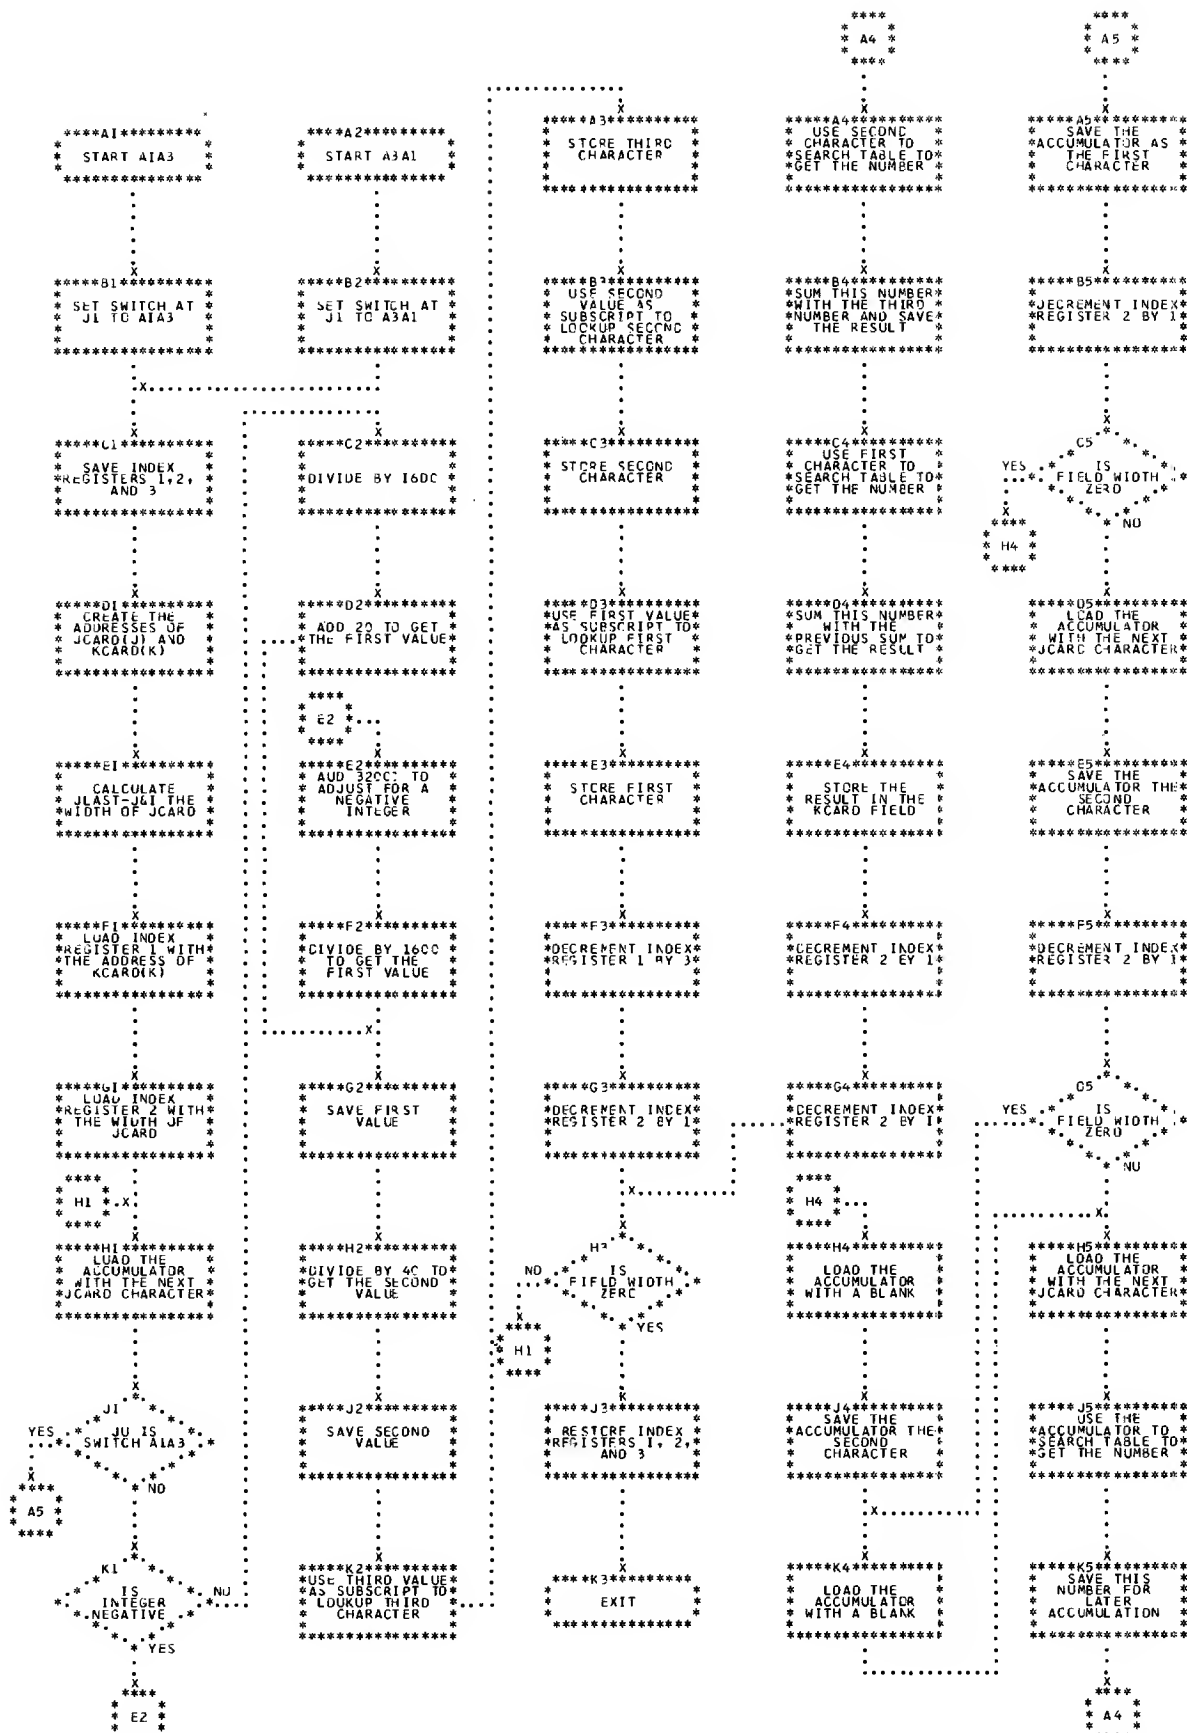 A1
START A1A3
B1
SET SWITCH AT
J1 TO A1A3
C1
SAVE INDEX
REGISTERS 1,2,
AND 3
D1
CREATE THE
ADDRESSES OF
JCARD(J) AND
KCARD(K)
E1
CALCULATE
JLAST-J&1 THE
WIDTH OF JCARD
F1
LOAD INDEX
REGISTER 1 WITH
THE ADDRESS OF
KCARD(K)
G1
LOAD INDEX
REGISTER 2 WITH
THE WIDTH OF
JCARD
H1
H1
LOAD THE
ACCUMULATOR
WITH THE NEXT
JCARD CHARACTER
J1
JU IS
SWITCH A1A3
YES
NO
A5
K1
IS
INTEGER
NEGATIVE
NO
YES
E2
A2
START A3A1
B2
SET SWITCH AT
J1 TO A3A1
C2
DIVIDE BY 1600
D2
ADD 20 TO GET
THE FIRST VALUE
E2
E2
ADD 32001 TO
ADJUST FOR A
NEGATIVE
INTEGER
F2
DIVIDE BY 1600
TO GET THE
FIRST VALUE
G2
SAVE FIRST
VALUE
H2
DIVIDE BY 40 TO
GET THE SECOND
VALUE
J2
SAVE SECOND
VALUE
K2
USE THIRD VALUE
AS SUBSCRIPT TO
LOOKUP THIRD
CHARACTER
A3
STORE THIRD
CHARACTER
B3
USE SECOND
VALUE AS
SUBSCRIPT TO
LOOKUP SECOND
CHARACTER
C3
STORE SECOND
CHARACTER
D3
USE FIRST VALUE
AS SUBSCRIPT TO
LOOKUP FIRST
CHARACTER
E3
STORE FIRST
CHARACTER
F3
DECREMENT INDEX
REGISTER 1 BY 3
G3
DECREMENT INDEX
REGISTER 2 BY 1
H3
IS
FIELD WIDTH
ZERO
NO
YES
H1
J3
RESTORE INDEX
REGISTERS 1, 2,
AND 3
K3
EXIT
A4
A4
USE SECOND
CHARACTER TO
SEARCH TABLE TO
GET THE NUMBER
B4
SUM THIS NUMBER
WITH THE THIRD
NUMBER AND SAVE
THE RESULT
C4
USE FIRST
CHARACTER TO
SEARCH TABLE TO
GET THE NUMBER
D4
SUM THIS NUMBER
WITH THE
PREVIOUS SUM TO
GET THE RESULT
E4
STORE THE
RESULT IN THE
KCARD FIELD
F4
DECREMENT INDEX
REGISTER 2 BY 1
G4
DECREMENT INDEX
REGISTER 2 BY 1
H4
H4
LOAD THE
ACCUMULATOR
WITH A BLANK
J4
SAVE THE
ACCUMULATOR THE
SECOND
CHARACTER
K4
LOAD THE
ACCUMULATOR
WITH A BLANK
A5
A5
SAVE THE
ACCUMULATOR AS
THE FIRST
CHARACTER
B5
DECREMENT INDEX
REGISTER 2 BY 1
C5
IS
FIELD WIDTH
ZERO
YES
NO
H4
D5
LOAD THE
ACCUMULATOR
WITH THE NEXT
JCARD CHARACTER
E5
SAVE THE
ACCUMULATOR THE
SECOND
CHARACTER
F5
DECREMENT INDEX
REGISTER 2 BY 1
G5
IS
FIELD WIDTH
ZERO
YES
NO
H5
LOAD THE
ACCUMULATOR
WITH THE NEXT
JCARD CHARACTER
J5
USE THE
ACCUMULATOR TO
SEARCH TABLE TO
GET THE NUMBER
K5
SAVE THIS
NUMBER FOR
LATER
ACCUMULATION
A4